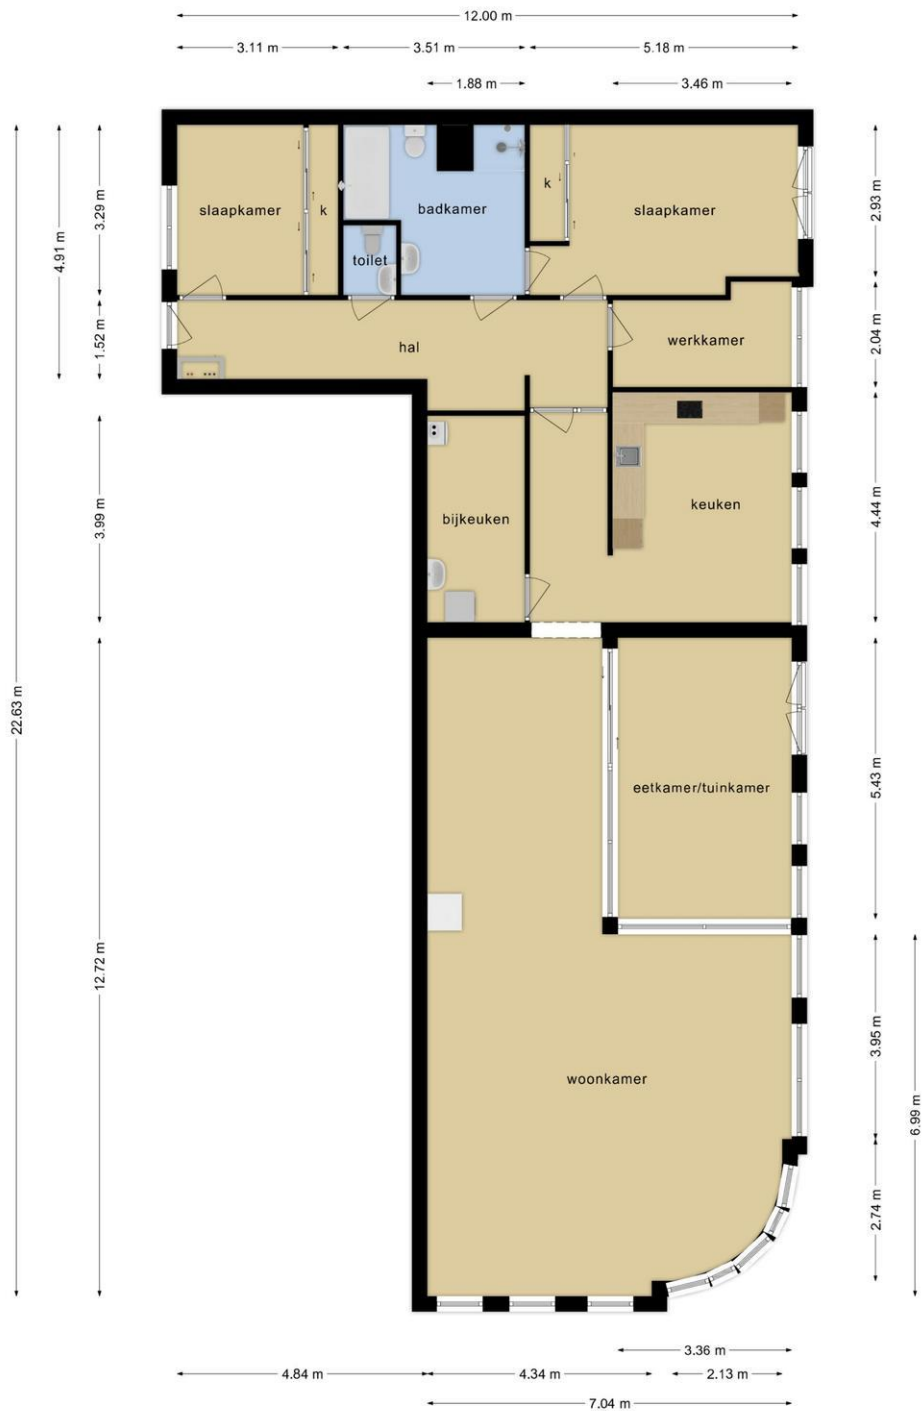 12.00 m
3.11 m
3.51 m
5.18 m
1.88 m
3.46 m
22.63 m
4.91 m
3.29 m
1.52 m
3.99 m
12.72 m
slaapkamer
k
badkamer
toilet
k
slaapkamer
hal
werkkamer
bijkeuken
keuken
eetkamer/tuinkamer
woonkamer
2.93 m
2.04 m
4.44 m
5.43 m
3.95 m
2.74 m
6.99 m
3.36 m
4.84 m
4.34 m
2.13 m
7.04 m